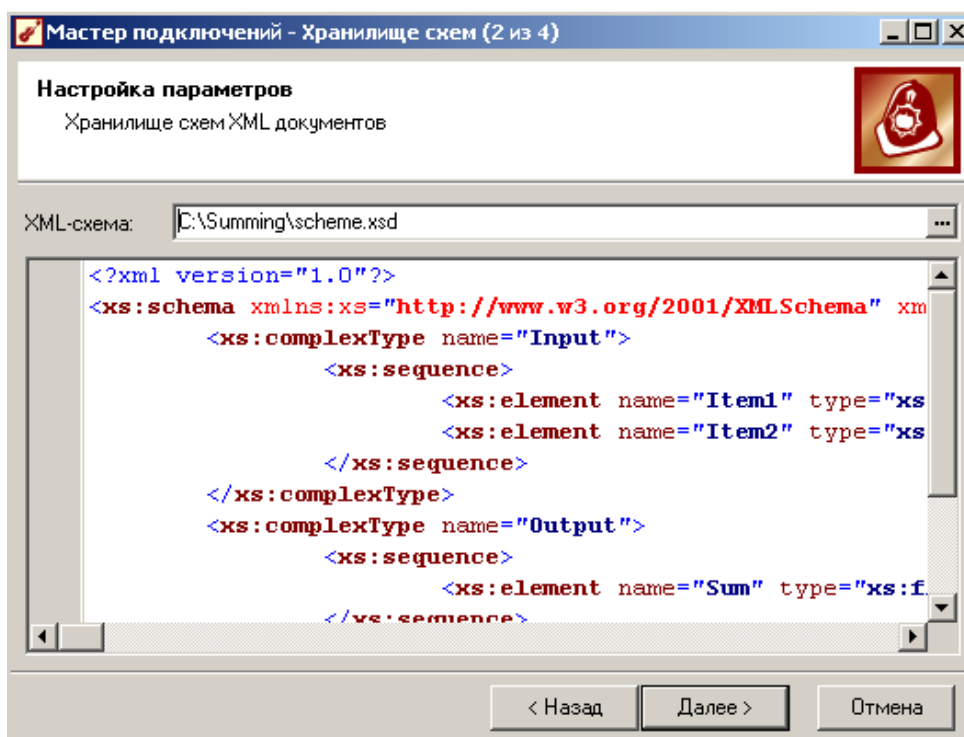 Мастер подключений - Хранилище схем (2 из 4)
Настройка параметров
Хранилище схем XML документов
XML-схема: C:\Summing\scheme.xsd ...
<?xml version="1.0"?>
<xs:schema xmlns:xs="http://www.w3.org/2001/XMLSchema" xm
<xs:complexType name="Input">
<xs:sequence>
<xs:element name="Item1" type="xs
<xs:element name="Item2" type="xs
</xs:sequence>
</xs:complexType>
<xs:complexType name="Output">
<xs:sequence>
<xs:element name="Sum" type="xs:f
</xs:sequence>
< Назад Далее > Отмена